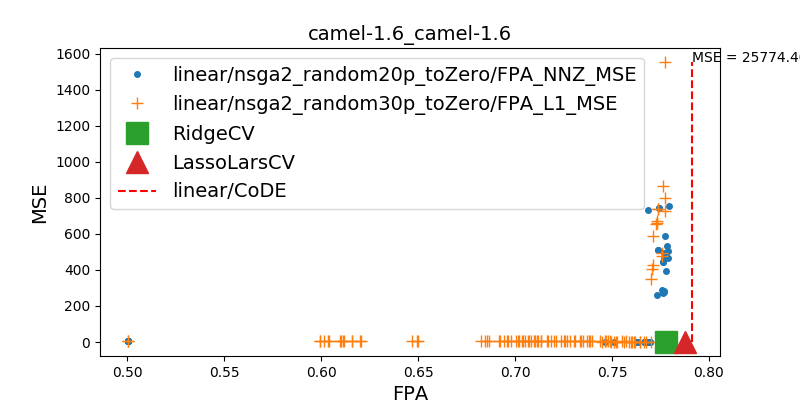 camel-1.6_camel-1.6
MSE = 25774.4
linear/nsga2_random20p_toZero/FPA_NNZ_MSE
linear/nsga2_random30p_toZero/FPA_L1_MSE
RidgeCV
LassoLarsCV
linear/CoDE
1600
1400
1200
1000
800
600
400
200
0
MSE
0.50 0.55 0.60 0.65 0.70 0.75 0.80
FPA